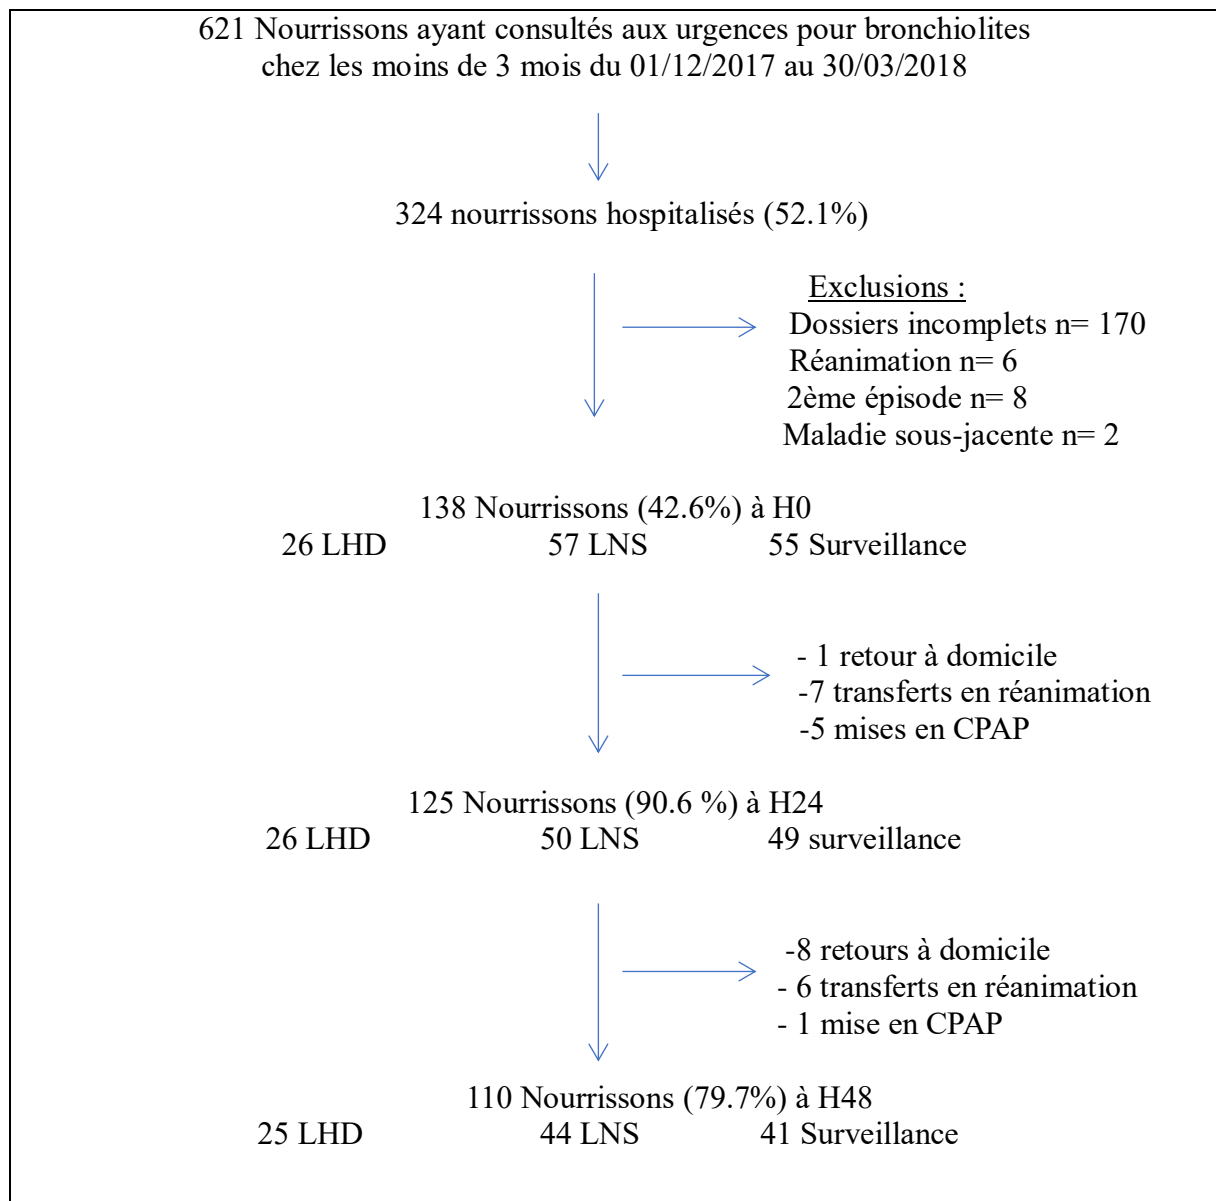 621 Nourrissons ayant consultés aux urgences pour bronchiolites
chez les moins de 3 mois du 01/12/2017 au 30/03/2018
324 nourrissons hospitalisés (52.1%)
Exclusions :
Dossiers incomplets n= 170
Réanimation n= 6
2ème épisode n= 8
Maladie sous-jacente n= 2
138 Nourrissons (42.6%) à H0
26 LHD 57 LNS 55 Surveillance
- 1 retour à domicile
-7 transferts en réanimation
-5 mises en CPAP
125 Nourrissons (90.6 %) à H24
26 LHD 50 LNS 49 surveillance
-8 retours à domicile
- 6 transferts en réanimation
- 1 mise en CPAP
110 Nourrissons (79.7%) à H48
25 LHD 44 LNS 41 Surveillance